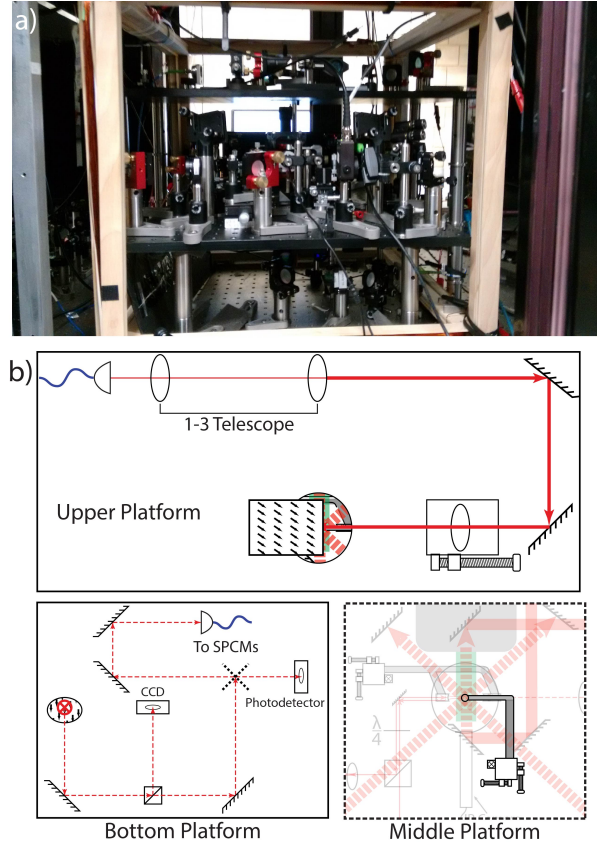 a)
b)
1-3 Telescope
Upper Platform
To SPCMs
CCD
Photodetector
λ
4
Bottom Platform
Middle Platform